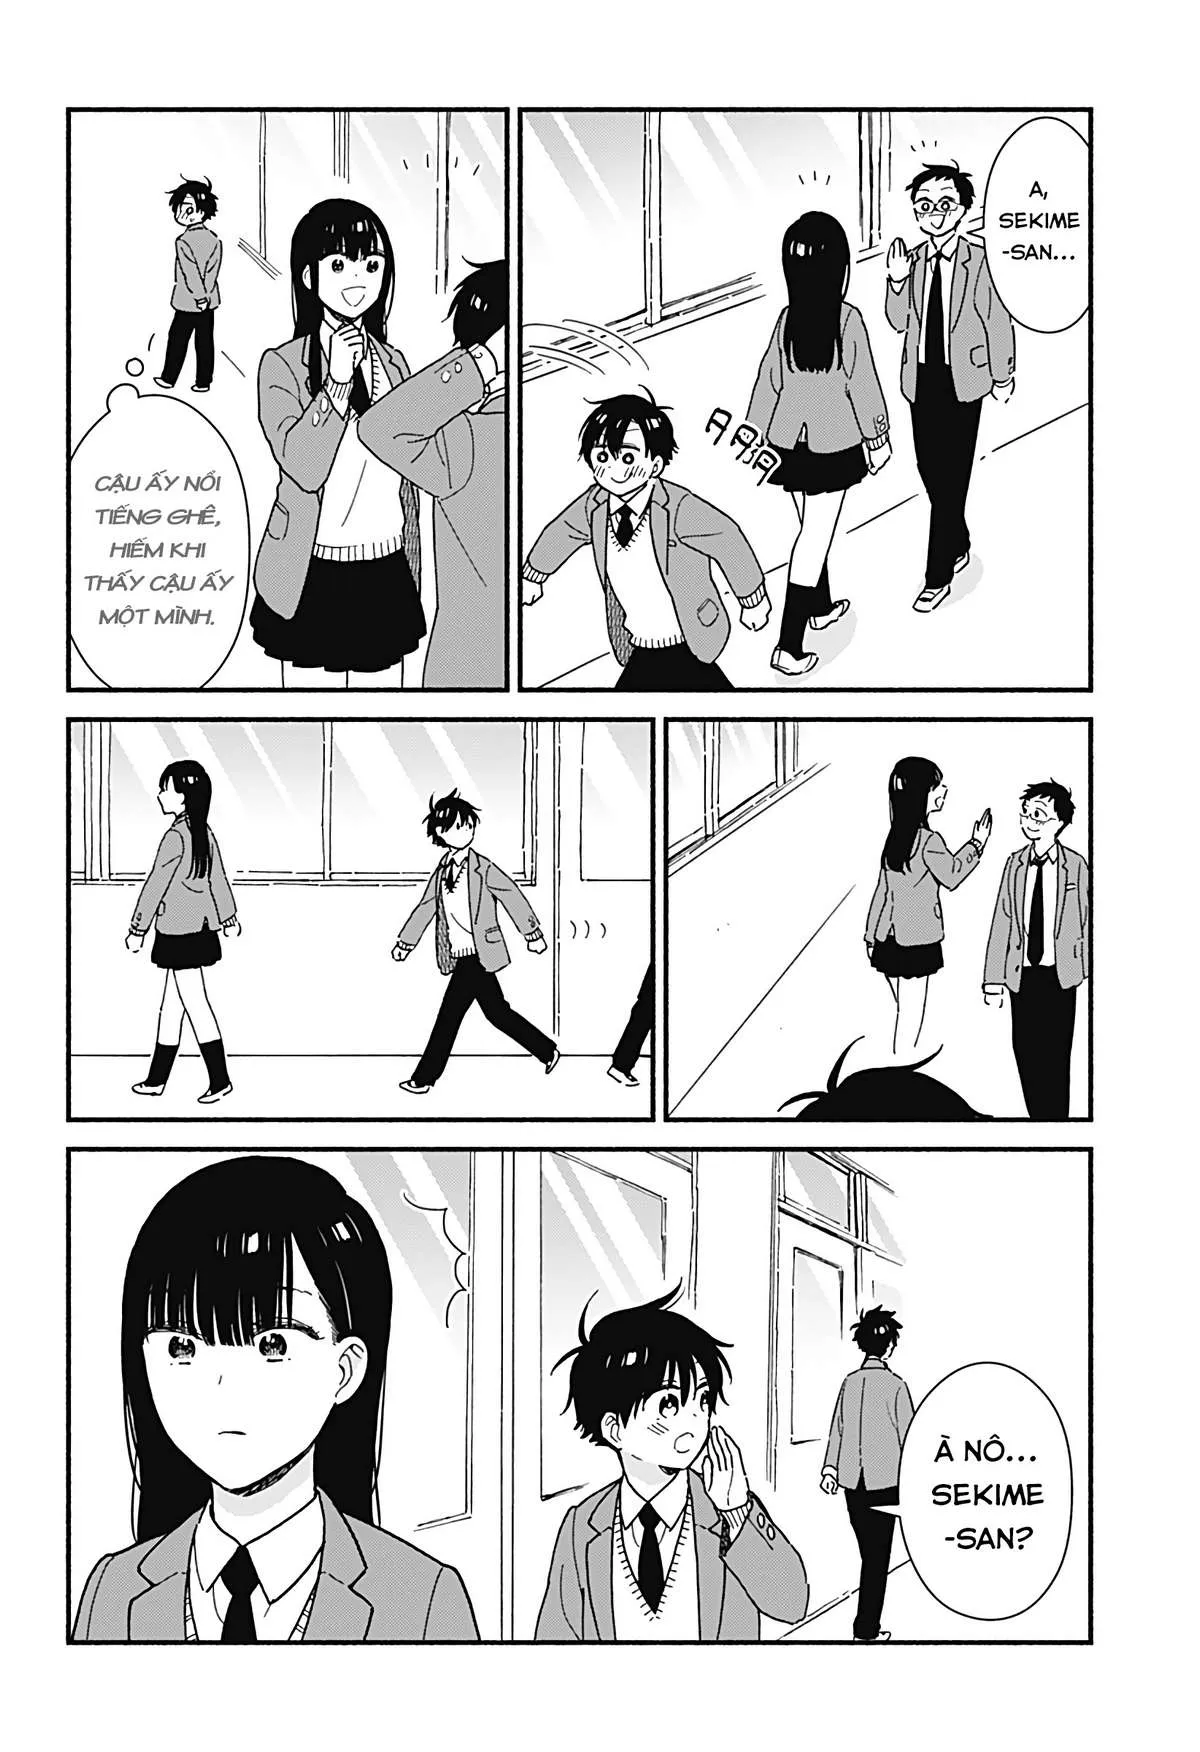 A,
SEKIME
-SAN...
CẬU ẤY NỔI
TIẾNG GHÊ,
HIẾM KHI
THẤY CẬU ẤY
MỘT MÌNH.
À NÔ...
SEKIME
-SAN?